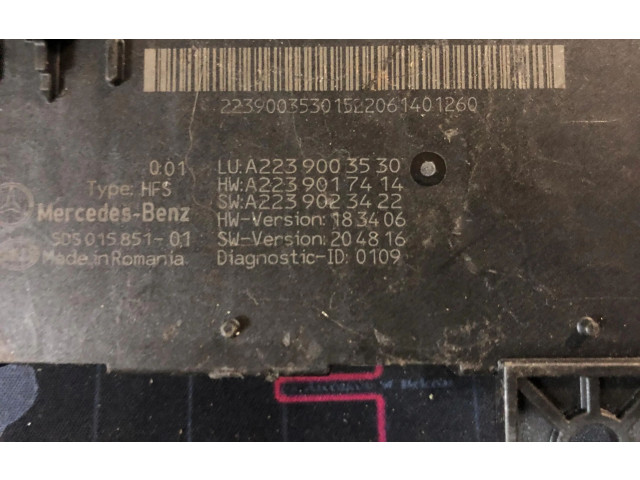 2239003530152206140126Q
0.01 LU:A223 900 35 30
Type: HFS HW:A223 901 74 14
Mercedes-Benz SW:A223 902 34 22
HW-Version: 18.34.06
5DS 015 851-01 SW-Version: 20 48 16
Made in Romania Diagnostic-ID: 0109